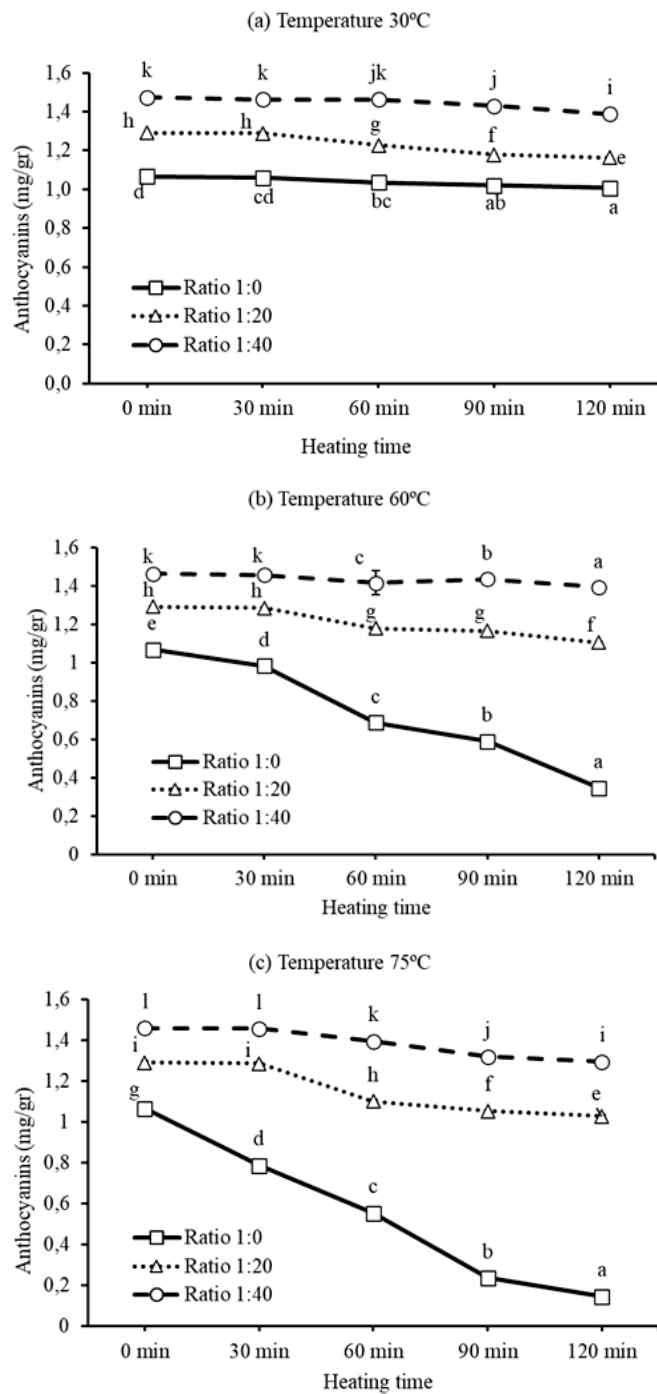 (a) Temperature 30ºC
Anthocyanins (mg/gr)
1,6
1,4
1,2
1,0
0,8
0,6
0,4
0,2
0,0
k k jk j i
h h g f e
d cd bc ab a
Ratio 1:0
Ratio 1:20
Ratio 1:40
0 min 30 min 60 min 90 min 120 min
Heating time
(b) Temperature 60ºC
Anthocyanins (mg/gr)
1,6
1,4
1,2
1
0,8
0,6
0,4
0,2
0
k k c b a
h h g g f
e d c b a
Ratio 1:0
Ratio 1:20
Ratio 1:40
0 min 30 min 60 min 90 min 120 min
Heating time
(c) Temperature 75ºC
Anthocyanins (mg/gr)
1,6
1,4
1,2
1
0,8
0,6
0,4
0,2
0
l l k j i
i i h f e
g d c b a
Ratio 1:0
Ratio 1:20
Ratio 1:40
0 min 30 min 60 min 90 min 120 min
Heating time